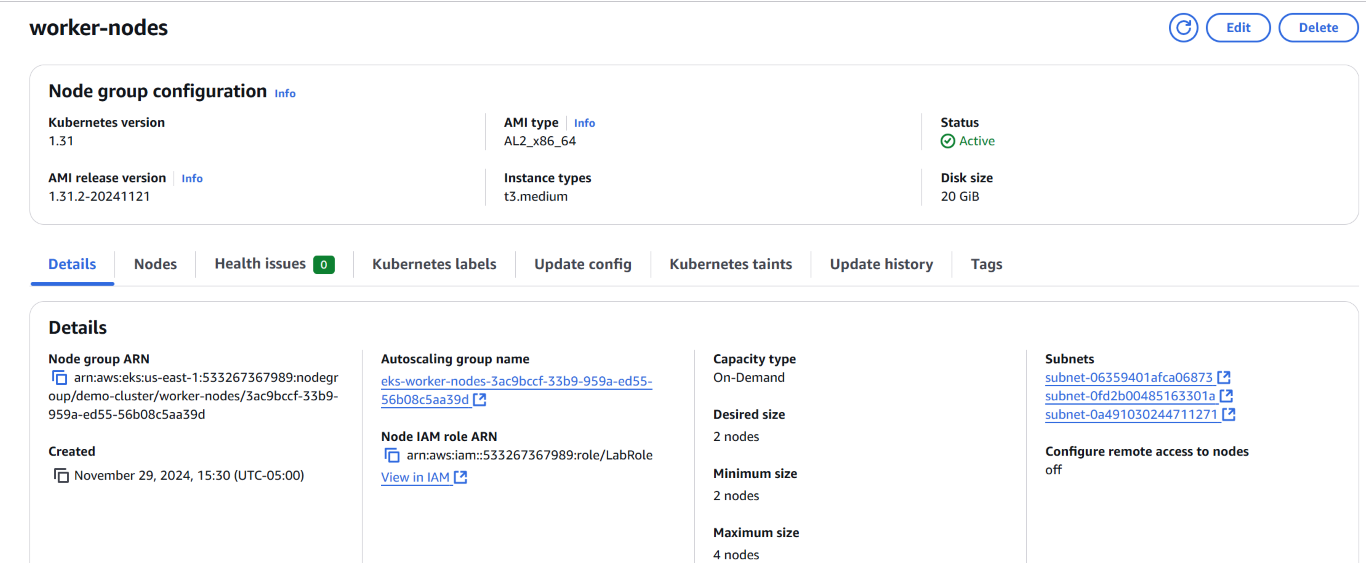 worker-nodes
Edit
Delete
Node group configuration Info
Kubernetes version
1.31
AMI type Info
AL2_x86_64
Status
Active
AMI release version Info
1.31.2-20241121
Instance types
t3.medium
Disk size
20 GiB
Details
Nodes
Health issues 0
Kubernetes labels
Update config
Kubernetes taints
Update history
Tags
Details
Node group ARN
arn:aws:eks:us-east-1:533267367989:nodegr
oup/demo-cluster/worker-nodes/3ac9bccf-33b9-
959a-ed55-56b08c5aa39d
Created
November 29, 2024, 15:30 (UTC-05:00)
Autoscaling group name
eks-worker-nodes-3ac9bccf-33b9-959a-ed55-
56b08c5aa39d
Node IAM role ARN
arn:aws:iam::533267367989:role/LabRole
View in IAM
Capacity type
On-Demand
Desired size
2 nodes
Minimum size
2 nodes
Maximum size
4 nodes
Subnets
subnet-06359401afca06873
subnet-0fd2b00485163301a
subnet-0a491030244711271
Configure remote access to nodes
off